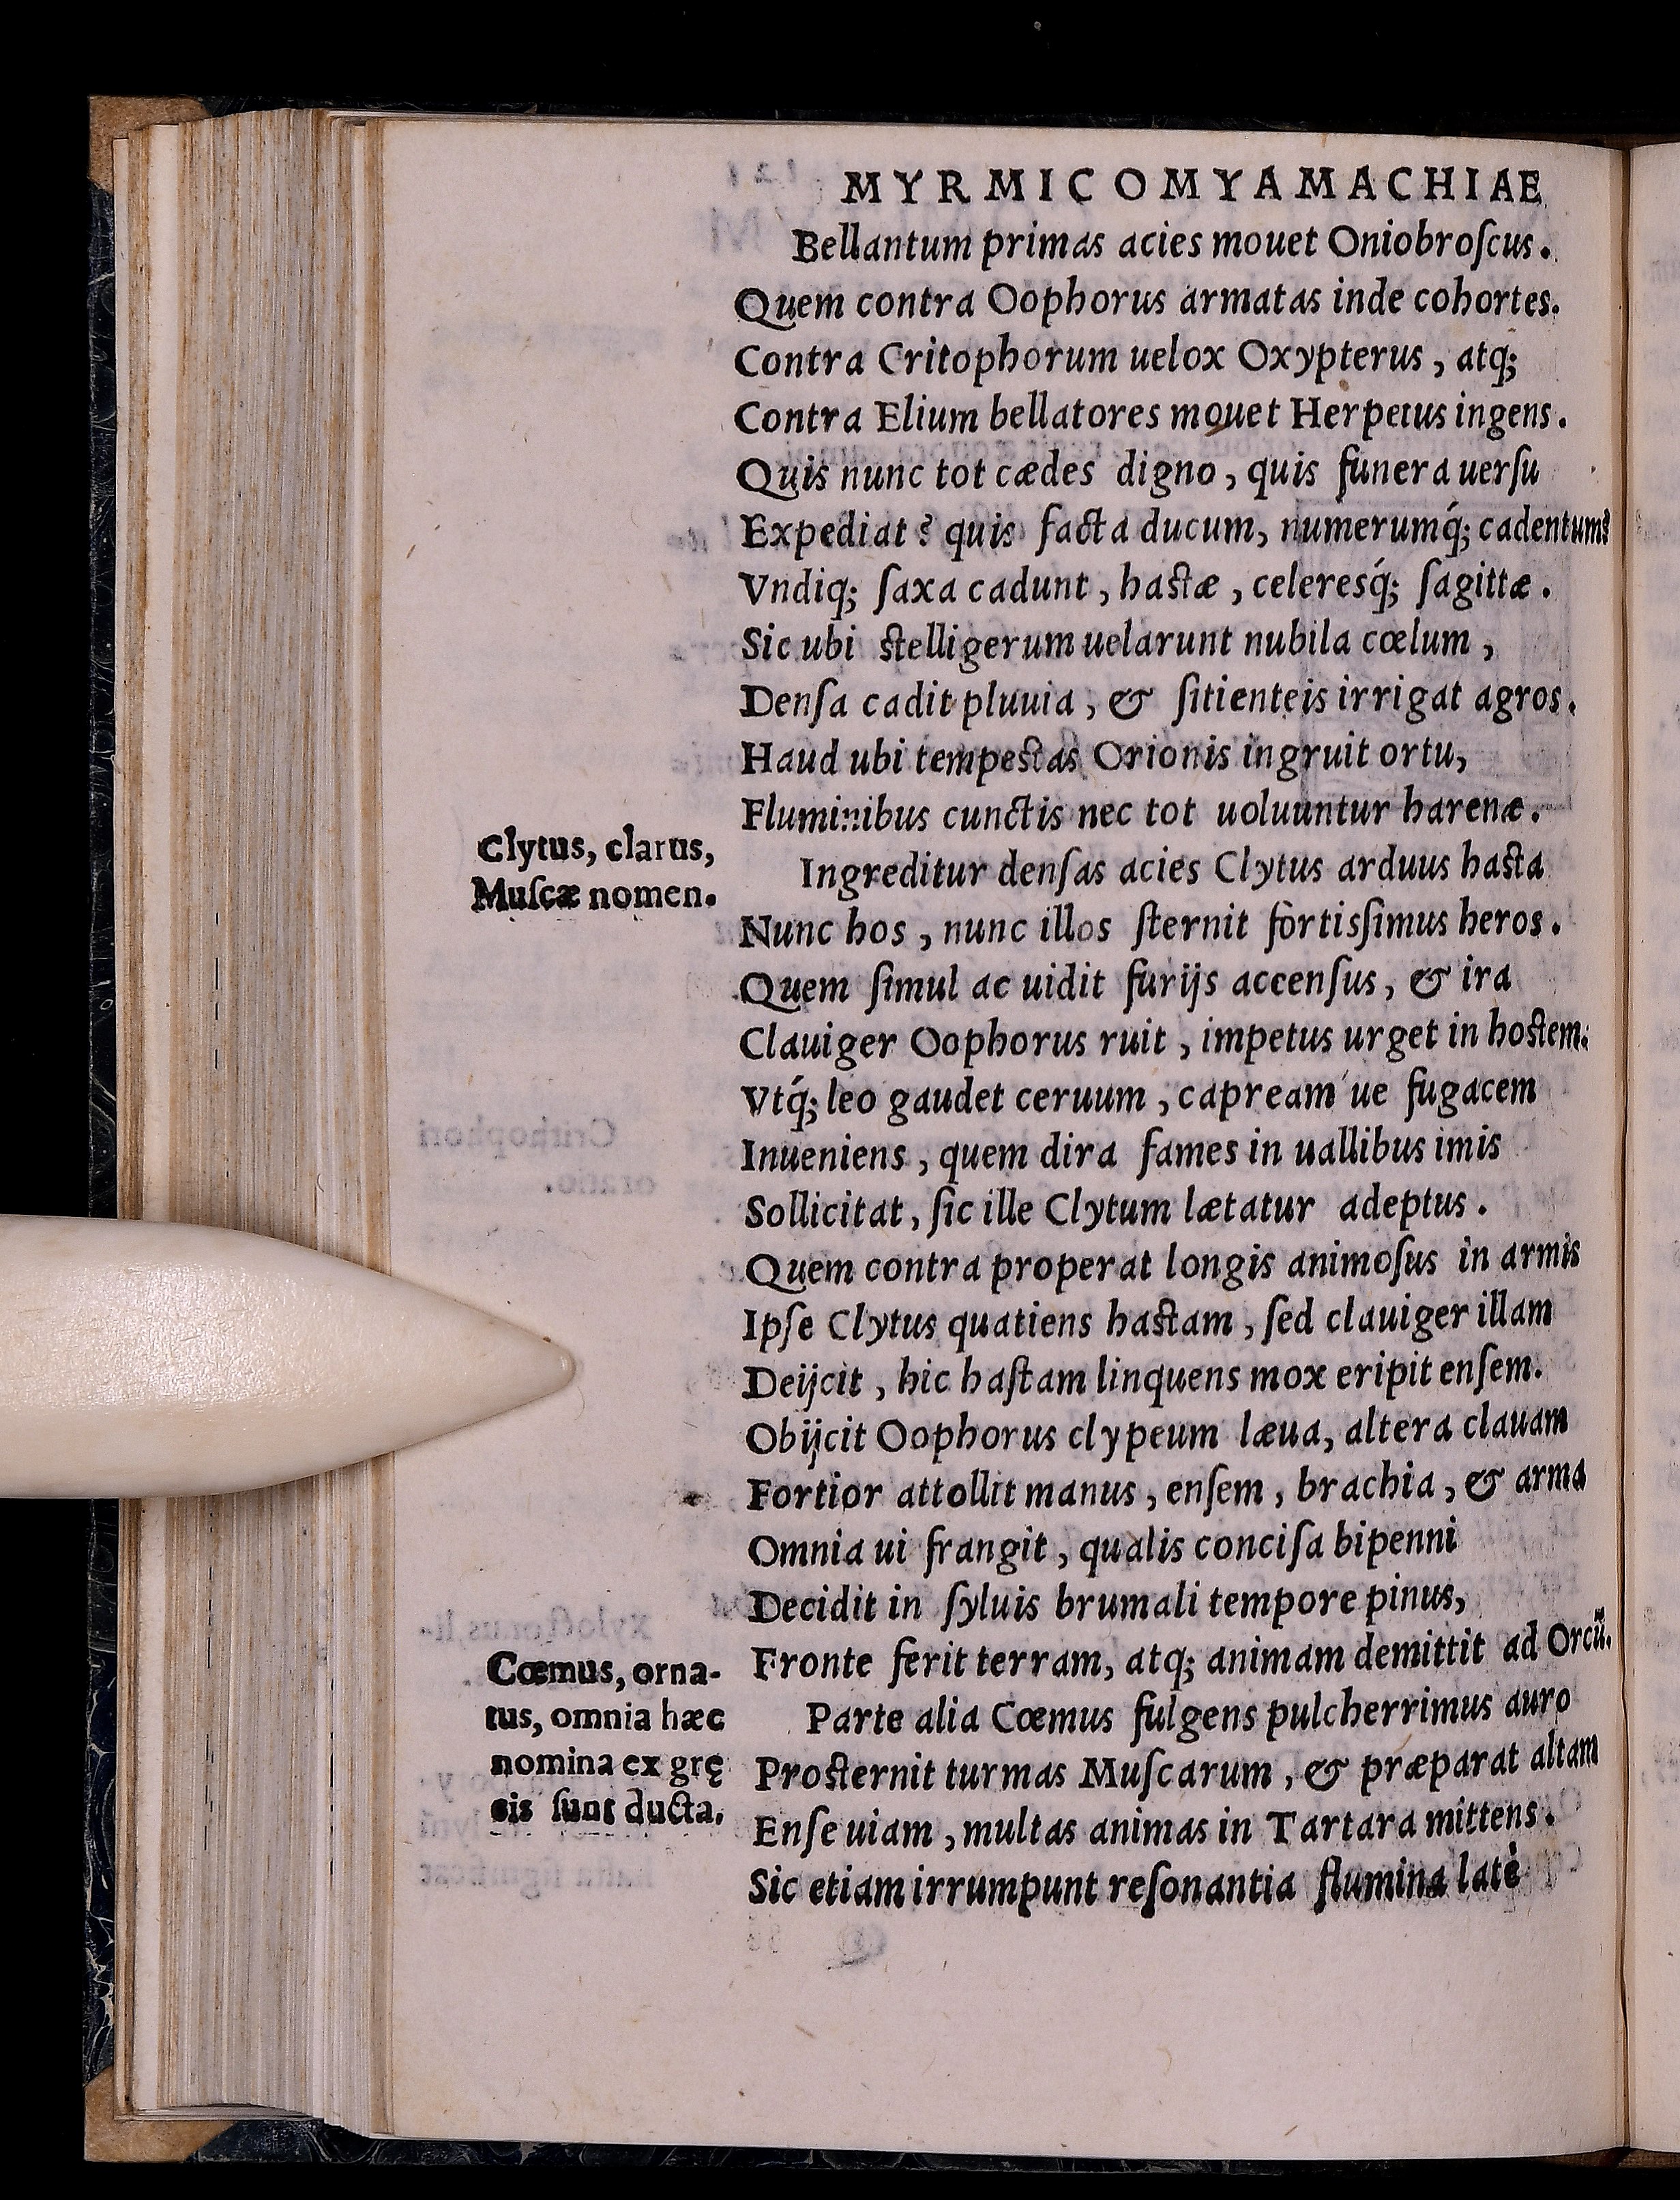 MYRMICOMYAMACHIAE
Bellantum primas acies mouet Oniobroſcus.
Quem contra Oophorus armatas inde cohortes.
Contra Critophorum uelox Oxypterus, atq;
Contra Elium bellatores mouet Herpetus ingens.
Quis nunc tot cædes digno, quis funera uerſu
Expediat? quis facta ducum, numerumq́; cadentum?
Vndiq; ſaxa cadunt, haſtæ, celeresq́; ſagittæ.
Sic ubi ſtelligerum uelarunt nubila cœlum,
Denſa cadit pluuia, & ſitienteis irrigat agros.
Haud ubi tempeſtas Orionis ingruit ortu,
Fluminibus cunctis nec tot uoluuntur harenæ.
Clytus, clarus,
Muſcæ nomen.
Ingreditur denſas acies Clytus arduus haſta
Nunc hos, nunc illos ſternit fortisſimus heros.
Quem ſimul ac uidit furijs accenſus, & ira
Clauiger Oophorus ruit, impetus urget in hoſtem.
Vtq́; leo gaudet ceruum, capream ́ue fugacem
Inueniens, quem dira fames in uallibus imis
Sollicitat, ſic ille Clytum lætatur adeptus.
Quem contra properat longis animoſus in armis
Ipſe Clytus quatiens haſtam, ſed clauiger illam
Deijcit, hic haſtam linquens mox eripit enſem.
Obijcit Oophorus clypeum læua, altera clauam
Fortior attollit manus, enſem, brachia, & arma
Omnia ui frangit, qualis conciſa bipenni
Decidit in ſyluis brumali tempore pinus,
Fronte ferit terram, atq; animam demittit ad Orcũ.
Cœmus, orna-
tus, omnia hæc
nomina ex grę
cis ſunt ducta.
Parte alia Cœmus fulgens pulcherrimus auro
Proſternit turmas Muſcarum, & præparat altam
Enſe uiam, multas animas in Tartara mittens.
Sic etiam irrumpunt reſonantia flumina latè